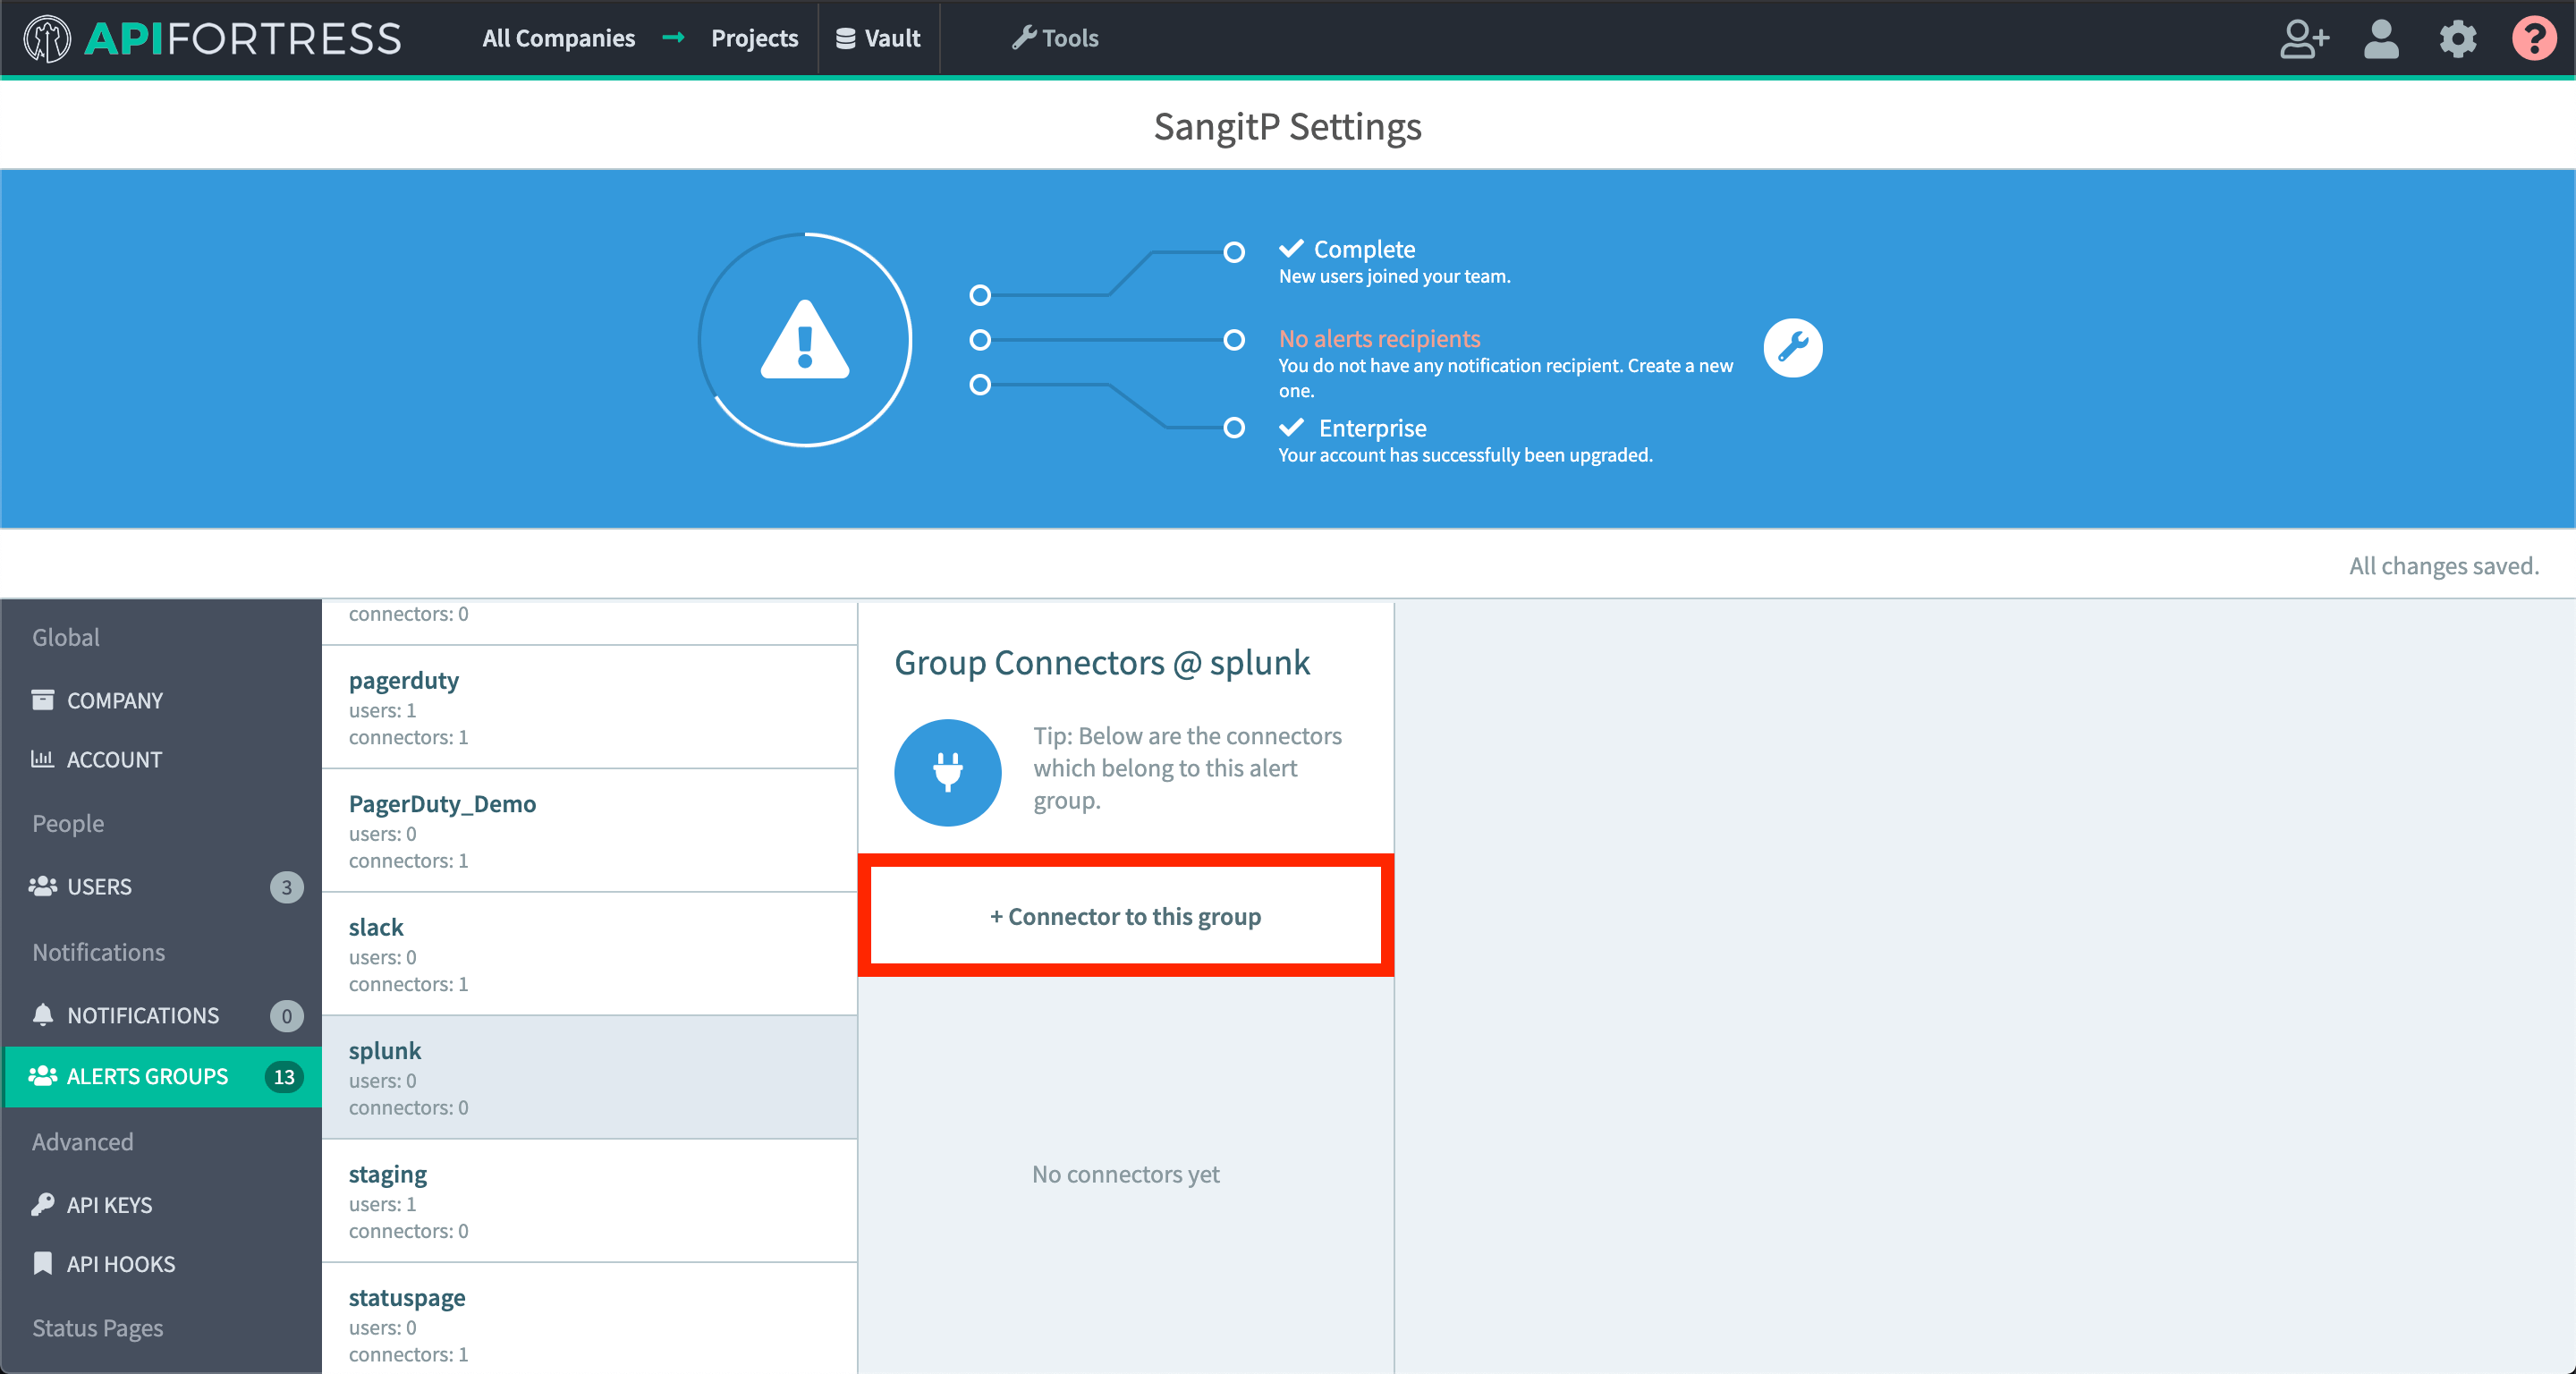 APIFORTRESS
All Companies
Projects
Vault
Tools
?
SangitP Settings
Complete
New users joined your team.
No alerts recipients
You do not have any notification recipient. Create a new
one.
Enterprise
Your account has successfully been upgraded.
All changes saved.
Global
COMPANY
ACCOUNT
People
USERS 3
Notifications
NOTIFICATIONS 0
ALERTS GROUPS 13
Advanced
API KEYS
API HOOKS
Status Pages
connectors: 0
pagerduty
users: 1
connectors: 1
PagerDuty_Demo
users: 0
connectors: 1
slack
users: 0
connectors: 1
splunk
users: 0
connectors: 0
staging
users: 1
connectors: 0
statuspage
users: 0
connectors: 1
Group Connectors @ splunk
Tip: Below are the connectors
which belong to this alert
group.
+ Connector to this group
No connectors yet